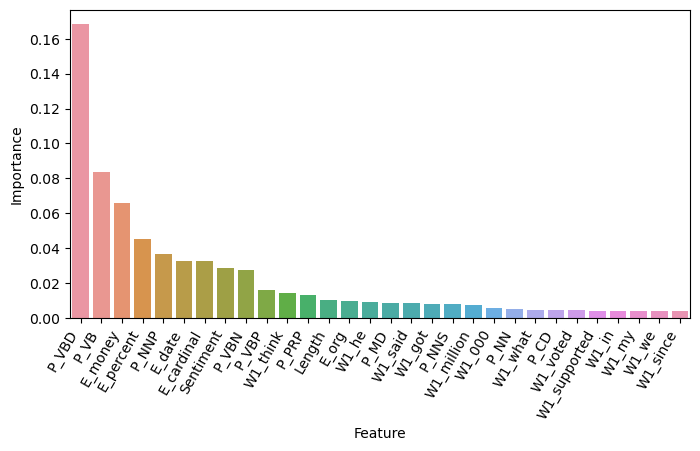 Importance
0.16
0.14
0.12
0.10
0.08
0.06
0.04
0.02
0.00
P_VBD
P_VB
E_money
E_percent
P_NNP
E_date
E_cardinal
Sentiment
P_VBN
P_VBP
W1_think
P_PRP
Length
E_org
W1_he
P_MD
W1_said
W1_got
P_NNS
W1_million
W1_000
P_NN
W1_what
P_CD
W1_voted
W1_supported
W1_in
W1_my
W1_we
W1_since
Feature